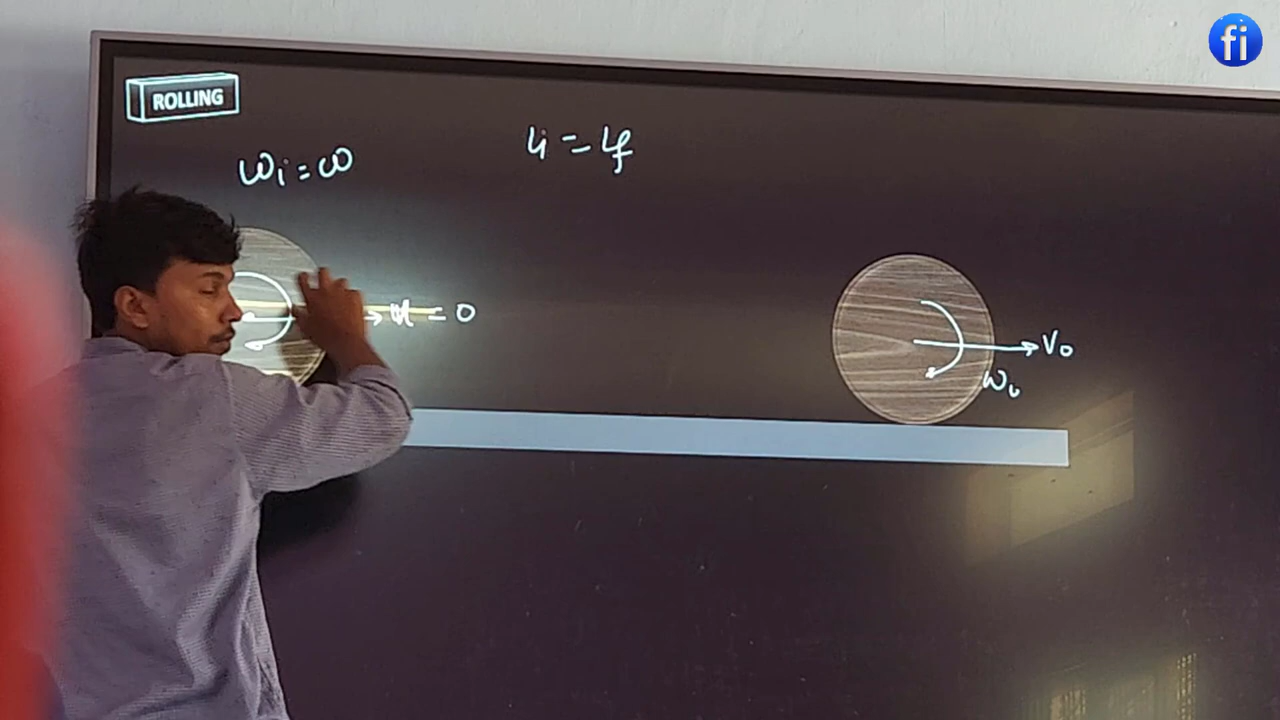 fi
ROLLING
ωi = ω
Li = Lf
u = 0
V₀
ω₀